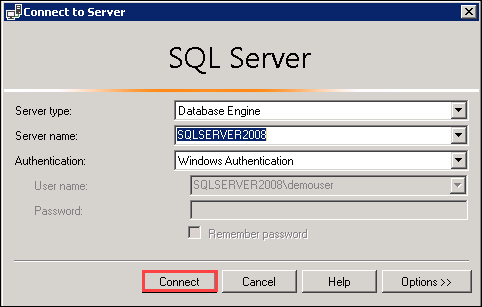 Connect to Server
SQL Server
Server type: Database Engine
Server name: SQLSERVER2008
Authentication: Windows Authentication
User name: SQLSERVER2008\demouser
Password:
Remember password
Connect Cancel Help Options >>